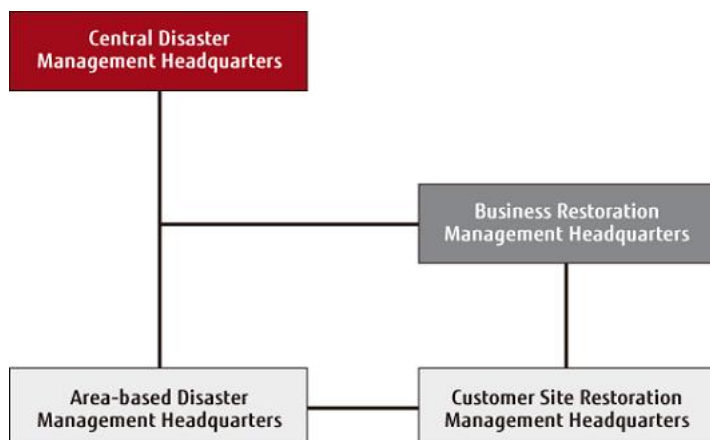 Central Disaster
Management Headquarters
Business Restoration
Management Headquarters
Area-based Disaster
Management Headquarters
Customer Site Restoration
Management Headquarters